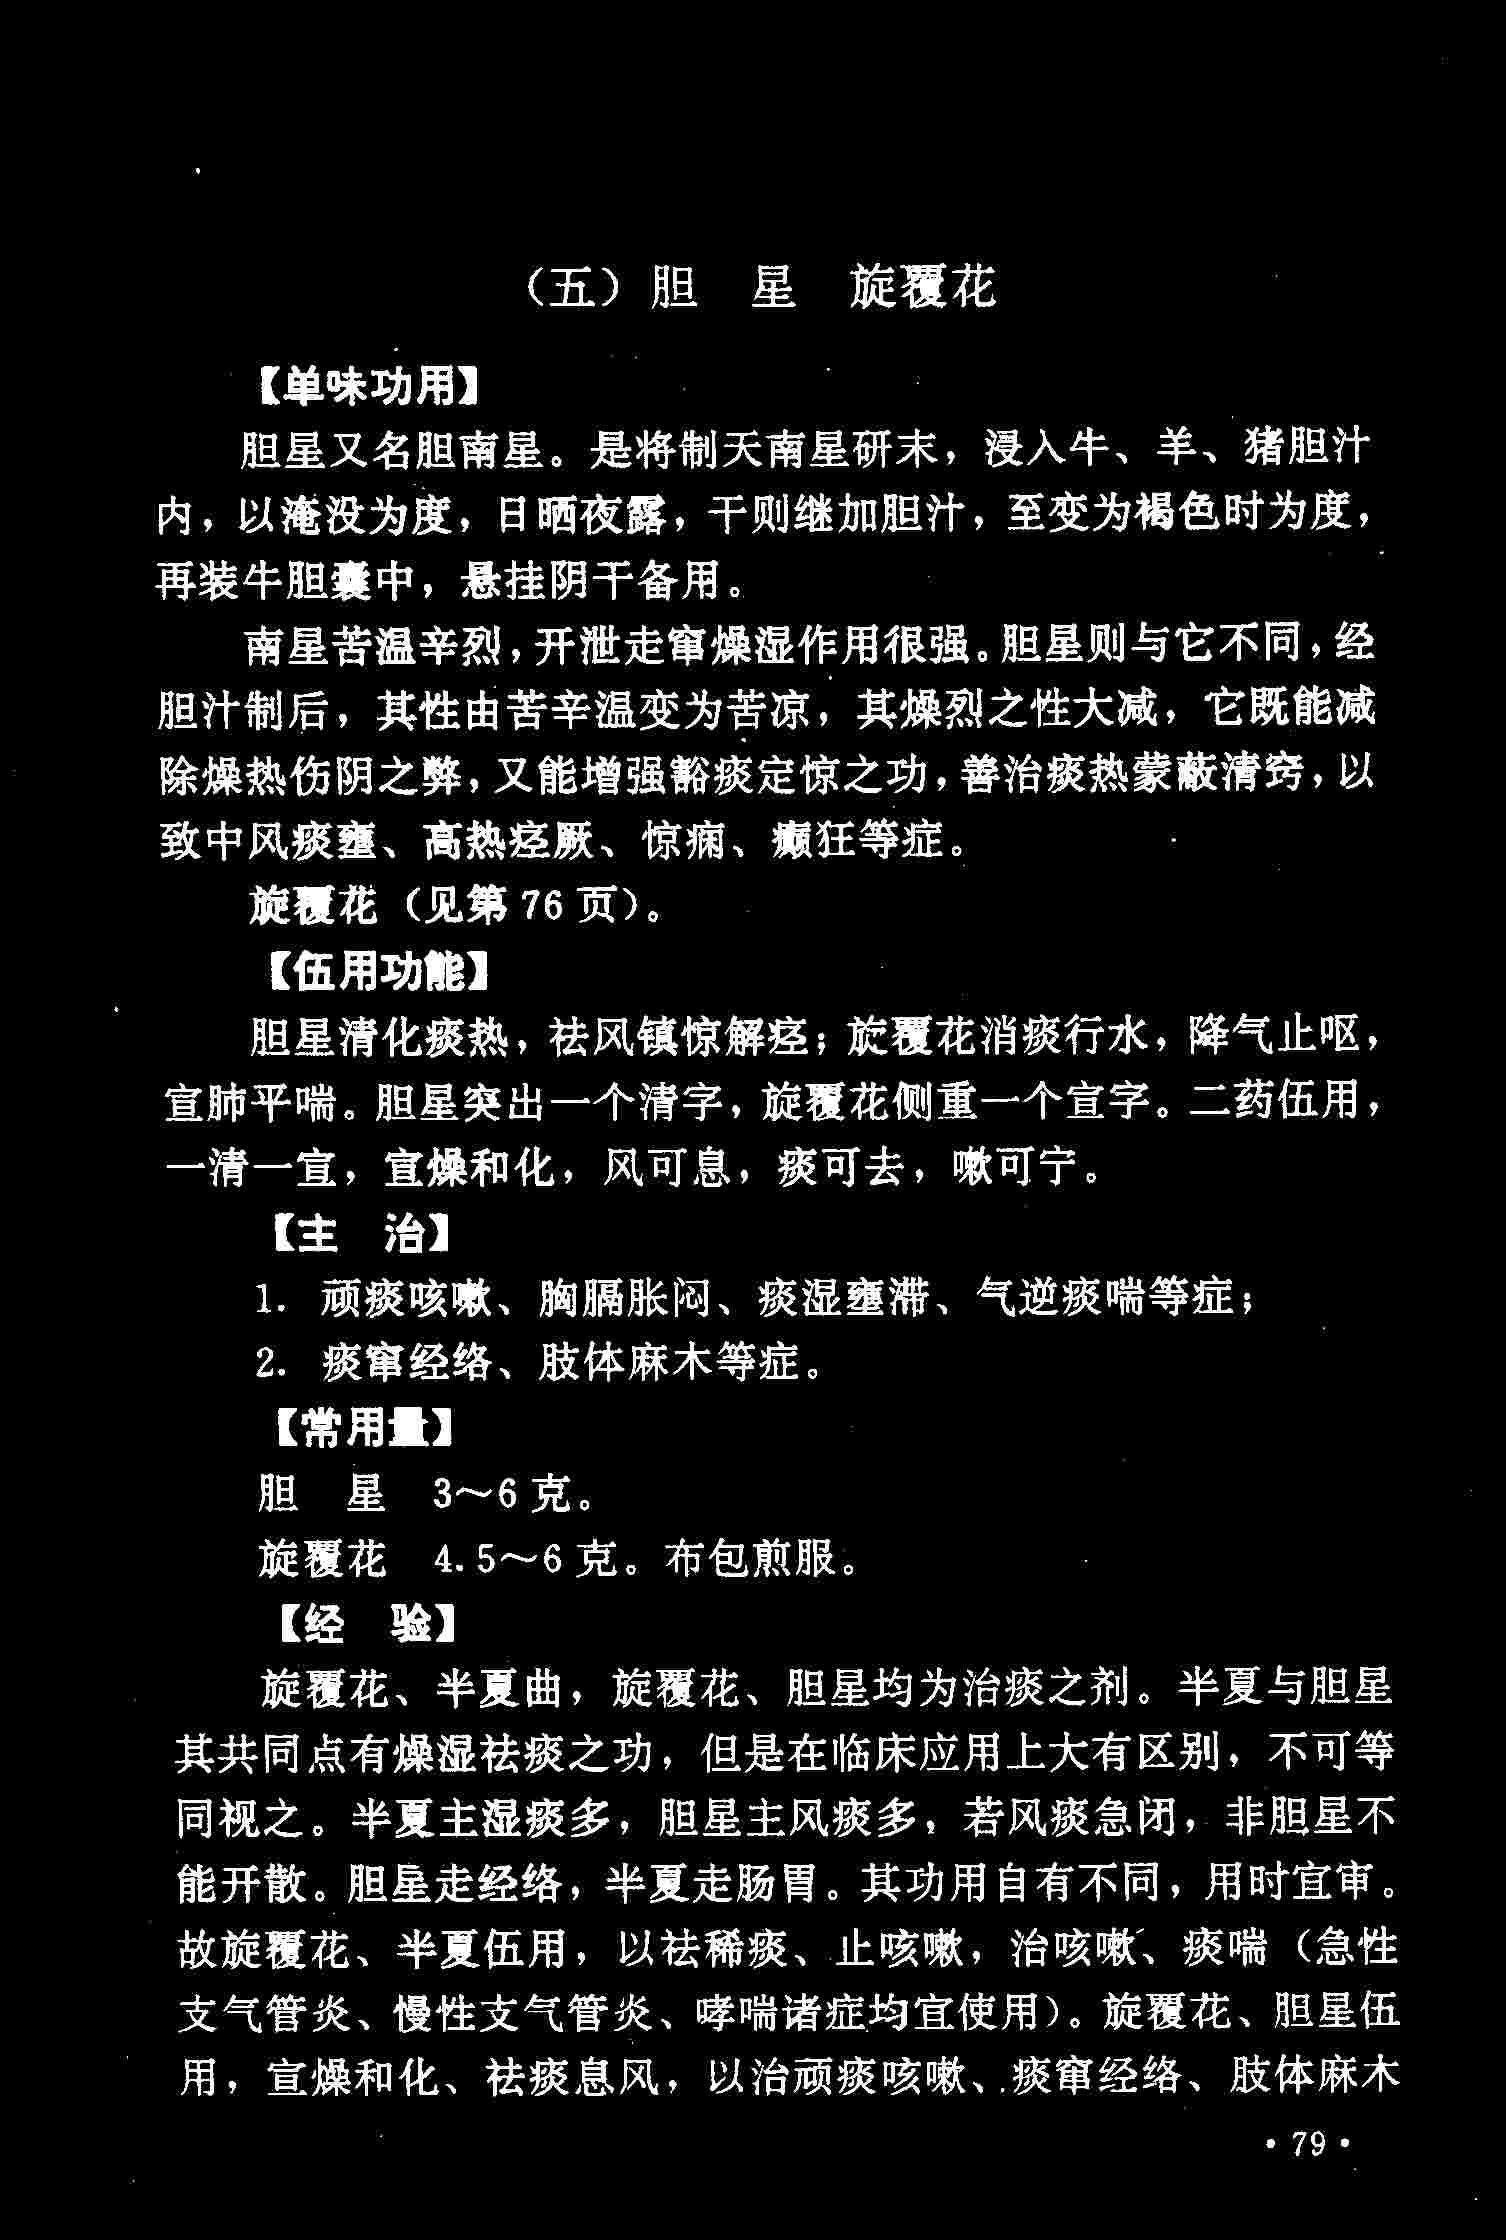 （五）胆　星　旋覆花
【单味功用】
胆星又名胆南星。是将制天南星研末，浸入牛、羊、猪胆汁
内，以淹没为度，日晒夜露，干则继加胆汁，至变为褐色时为度，
再装牛胆囊中，悬挂阴干备用。
南星苦温辛烈，开泄走窜燥湿作用很强。胆星则与它不同，经
胆汁制后，其性由苦辛温变为苦凉，其燥烈之性大减，它既能减
除燥热伤阴之弊，又能增强豁痰定惊之功，善治痰热蒙蔽清窍，以
致中风痰壅、高热痉厥、惊痫、癫狂等症。
旋覆花（见第 76 页）。
【伍用功能】
胆星清化痰热，祛风镇惊解痉；旋覆花消痰行水，降气止呕，
宣肺平喘。胆星突出一个清字，旋覆花侧重一个宣字。二药伍用，
一清一宣，宣燥和化，风可息，痰可去，嗽可宁。
【主　治】
1. 顽痰咳嗽、胸膈胀闷、痰湿壅滞、气逆痰喘等症；
2. 痰窜经络、肢体麻木等症。
【常用量】
胆　星　3～6 克。
旋覆花　4.5～6 克。布包煎服。
【经　验】
旋覆花、半夏曲，旋覆花、胆星均为治痰之剂。半夏与胆星
其共同点有燥湿祛痰之功，但是在临床应用上大有区别，不可等
同视之。半夏主湿痰多，胆星主风痰多，若风痰急闭，非胆星不
能开散。胆星走经络，半夏走肠胃。其功用自有不同，用时宜审。
故旋覆花、半夏伍用，以祛稀痰、止咳嗽，治咳嗽、痰喘（急性
支气管炎、慢性支气管炎、哮喘诸症均宜使用）。旋覆花、胆星伍
用，宣燥和化、祛痰息风，以治顽痰咳嗽、痰窜经络、肢体麻木
·79·